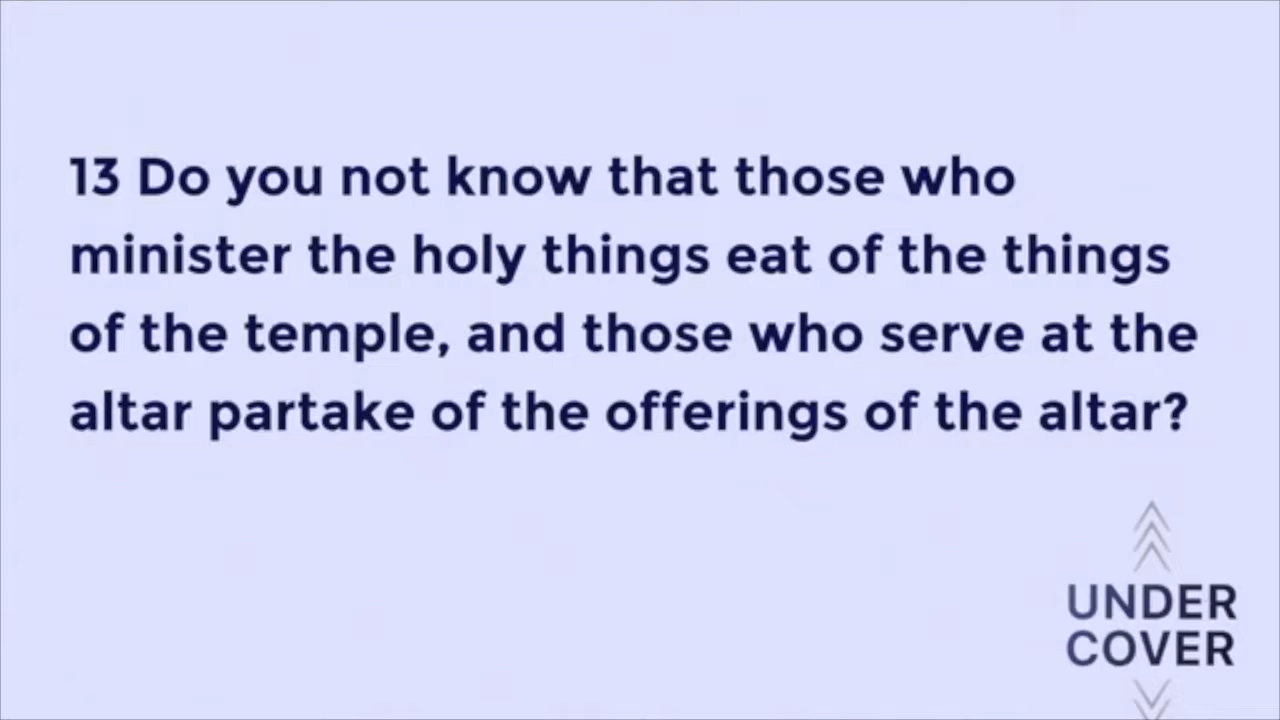 13 Do you not know that those who
minister the holy things eat of the things
of the temple, and those who serve at the
altar partake of the offerings of the altar?
UNDER
COVER